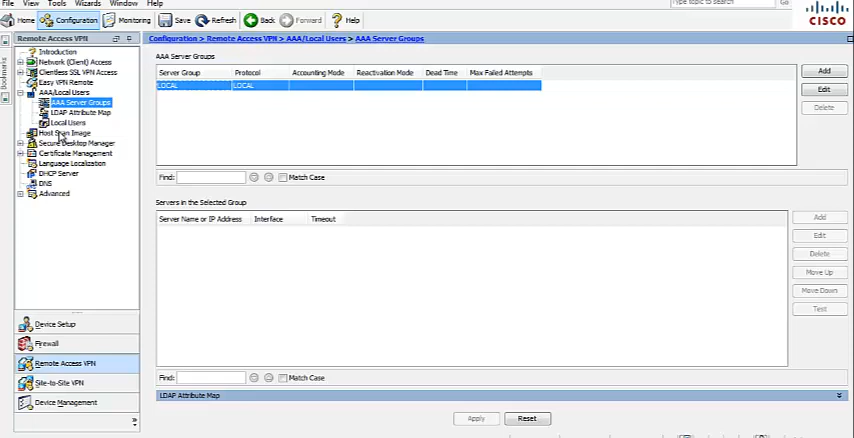 File View Tools Wizards Window Help
Type topic to search Go
Home Configuration Monitoring Save Refresh Back Forward Help
CISCO
Bookmarks
Remote Access VPN
Introduction
Network (Client) Access
Clientless SSL VPN Access
Easy VPN Remote
AAA/Local Users
AAA Server Groups
LDAP Attribute Map
Local Users
Host Scan Image
Secure Desktop Manager
Certificate Management
Language Localization
DHCP Server
DNS
Advanced
Device Setup
Firewall
Remote Access VPN
Site-to-Site VPN
Device Management
Configuration > Remote Access VPN > AAA/Local Users > AAA Server Groups
AAA Server Groups
Server Group Protocol Accounting Mode Reactivation Mode Dead Time Max Failed Attempts
LOCAL LOCAL
Add
Edit
Delete
Find: Match Case
Servers in the Selected Group
Server Name or IP Address Interface Timeout
Add
Edit
Delete
Move Up
Move Down
Test
Find: Match Case
LDAP Attribute Map
Apply Reset